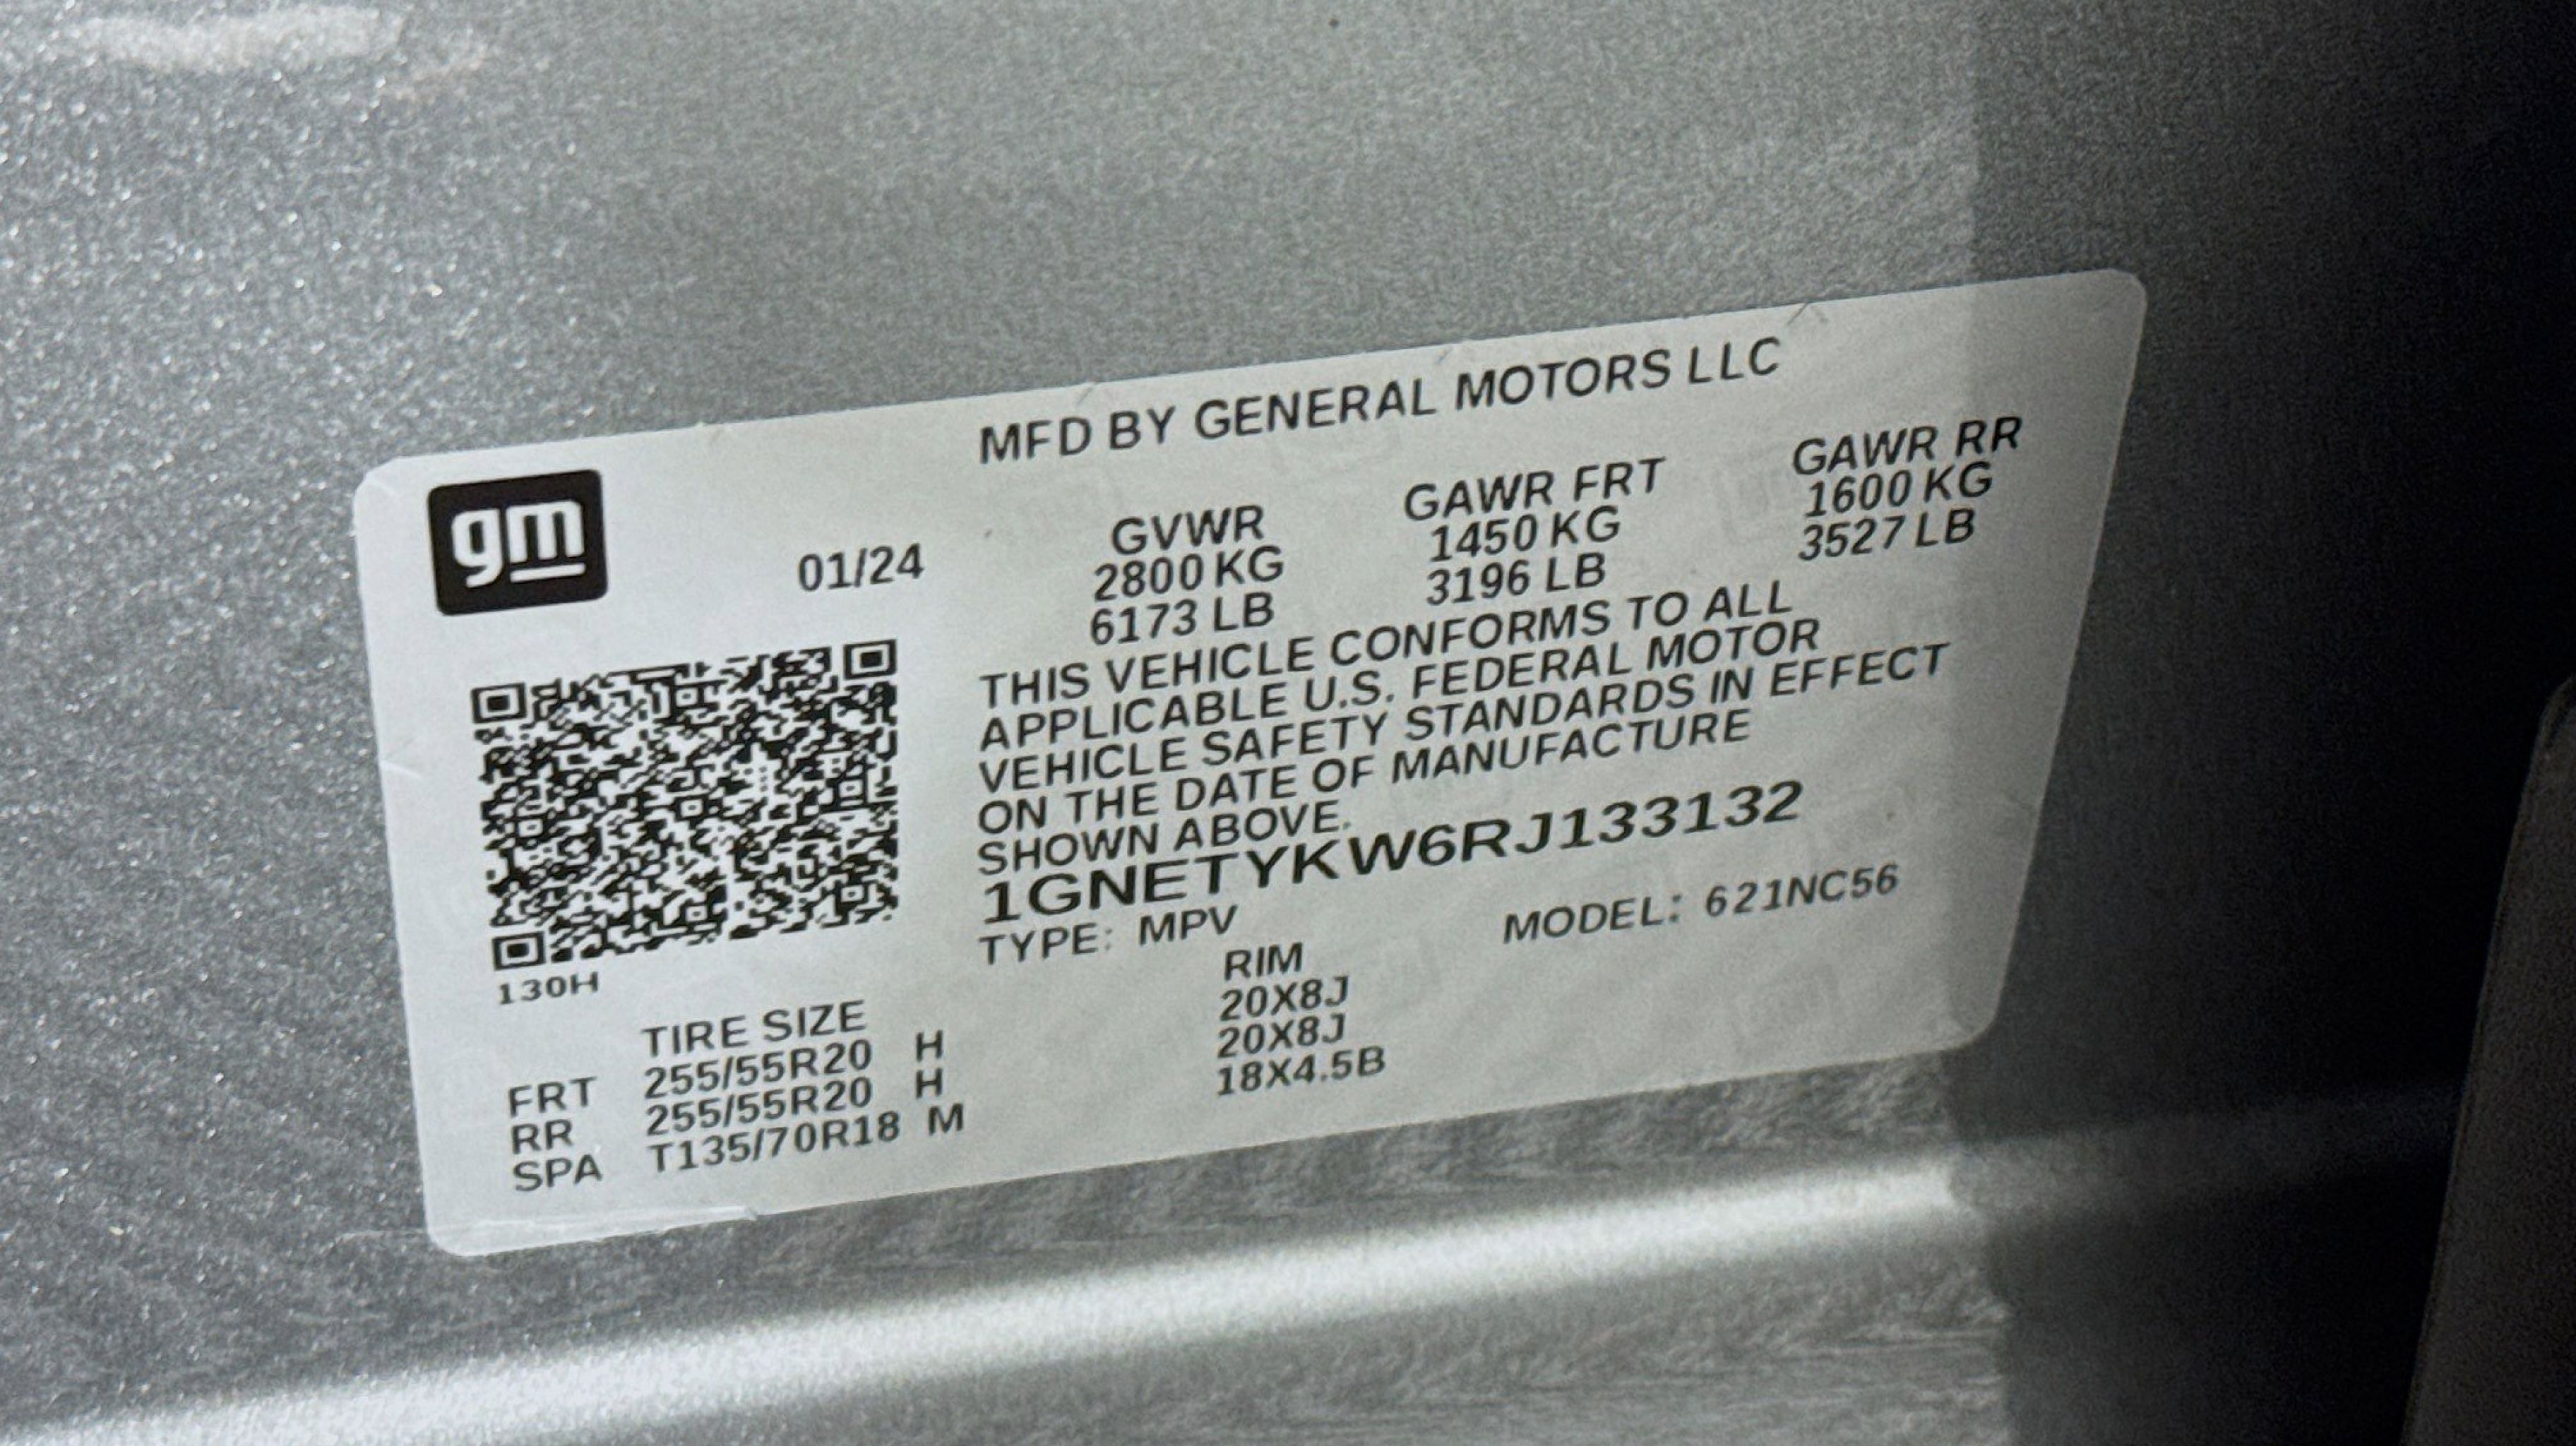 MFD BY GENERAL MOTORS LLC
gm
01/24
GVWR GAWR FRT GAWR RR
2800 KG 1450 KG 1600 KG
6173 LB 3196 LB 3527 LB
THIS VEHICLE CONFORMS TO ALL
APPLICABLE U.S. FEDERAL MOTOR
VEHICLE SAFETY STANDARDS IN EFFECT
ON THE DATE OF MANUFACTURE
SHOWN ABOVE.
1GNETYKW6RJ133132
TYPE: MPV MODEL: 621NC56
130H
TIRE SIZE RIM
FRT 255/55R20 H 20X8J
RR 255/55R20 H 20X8J
SPA T135/70R18 M 18X4.5B